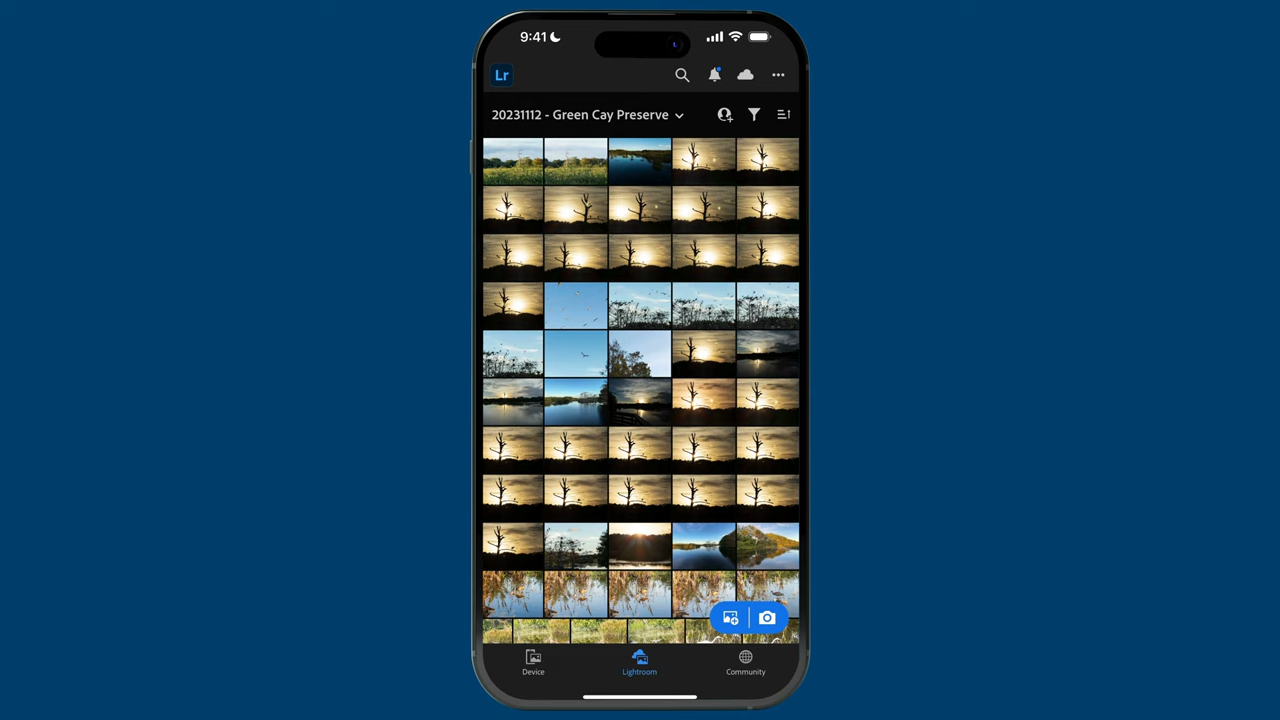 9:41
Lr
20231112 - Green Cay Preserve
Device
Lightroom
Community